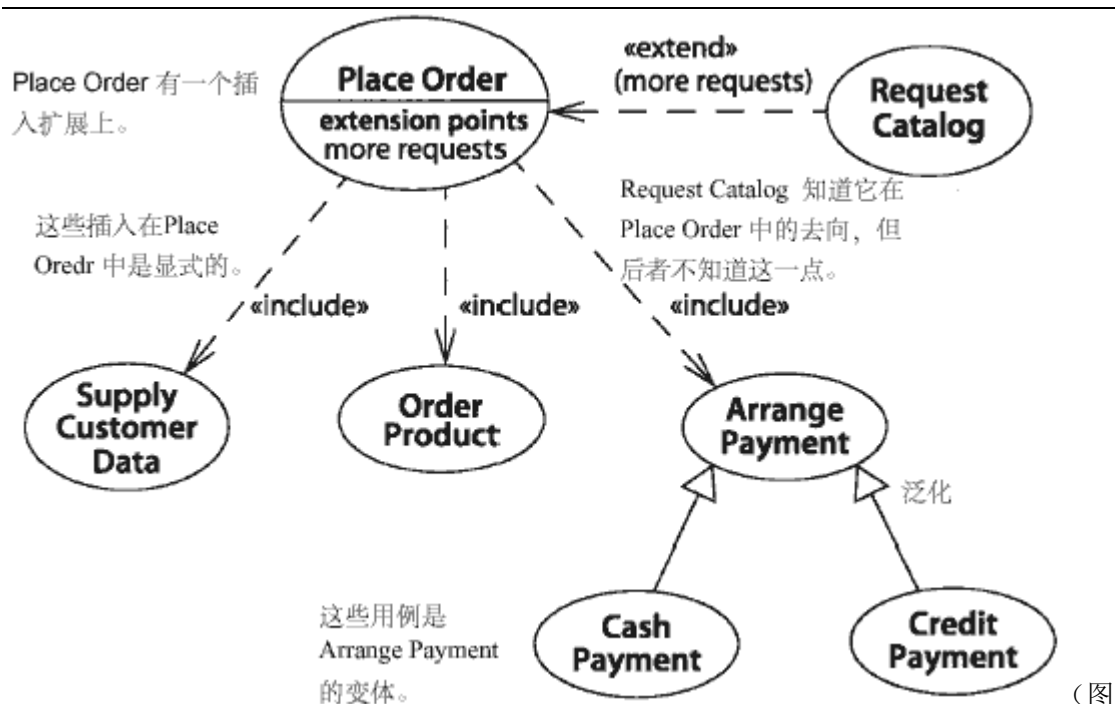 «extend»
(more requests)
Place Order 有一个插
入扩展上。
Place Order
extension points
more requests
Request
Catalog
Request Catalog 知道它在
Place Order 中的去向，但
后者不知道这一点。
这些插入在Place
Oredr 中是显式的。
«include»
«include»
«include»
Supply
Customer
Data
Order
Product
Arrange
Payment
泛化
这些用例是
Arrange Payment
的变体。
Cash
Payment
Credit
Payment
（图